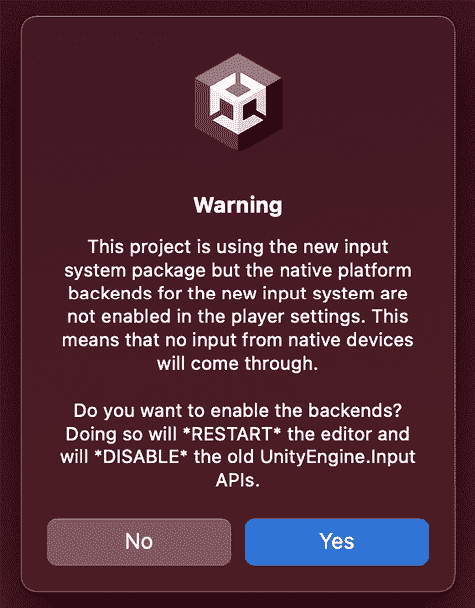 Warning
This project is using the new input
system package but the native platform
backends for the new input system are
not enabled in the player settings. This
means that no input from native devices
will come through.
Do you want to enable the backends?
Doing so will *RESTART* the editor and
will *DISABLE* the old UnityEngine.Input
APIs.
No
Yes